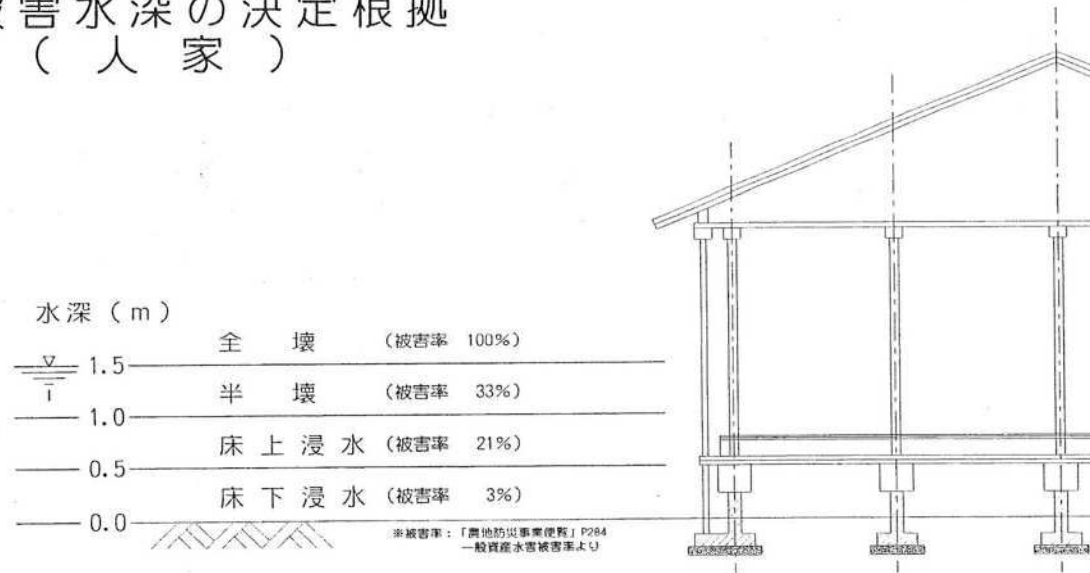 害水深の決定根拠
(人家)
水深(m)
全壊 (被害率 100%)
1.5
半壊 (被害率 33%)
1.0
床上浸水 (被害率 21%)
0.5
床下浸水 (被害率 3%)
0.0
※被害率:「農地防災事業便覧」P284
一般資産水害被害率より